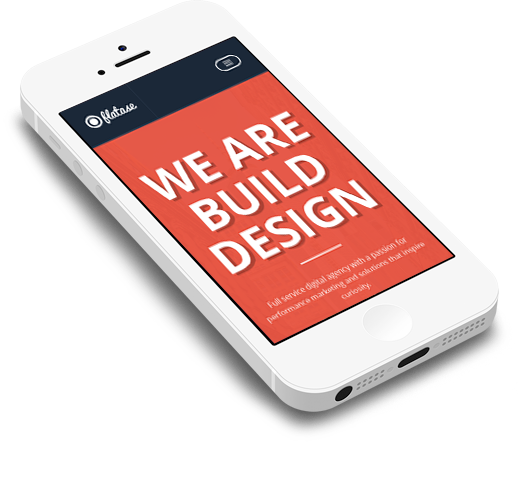 flatase
WE ARE
BUILD
DESIGN
Full service digital agency with a passion for
performance marketing and solutions that inspire
curiosity.